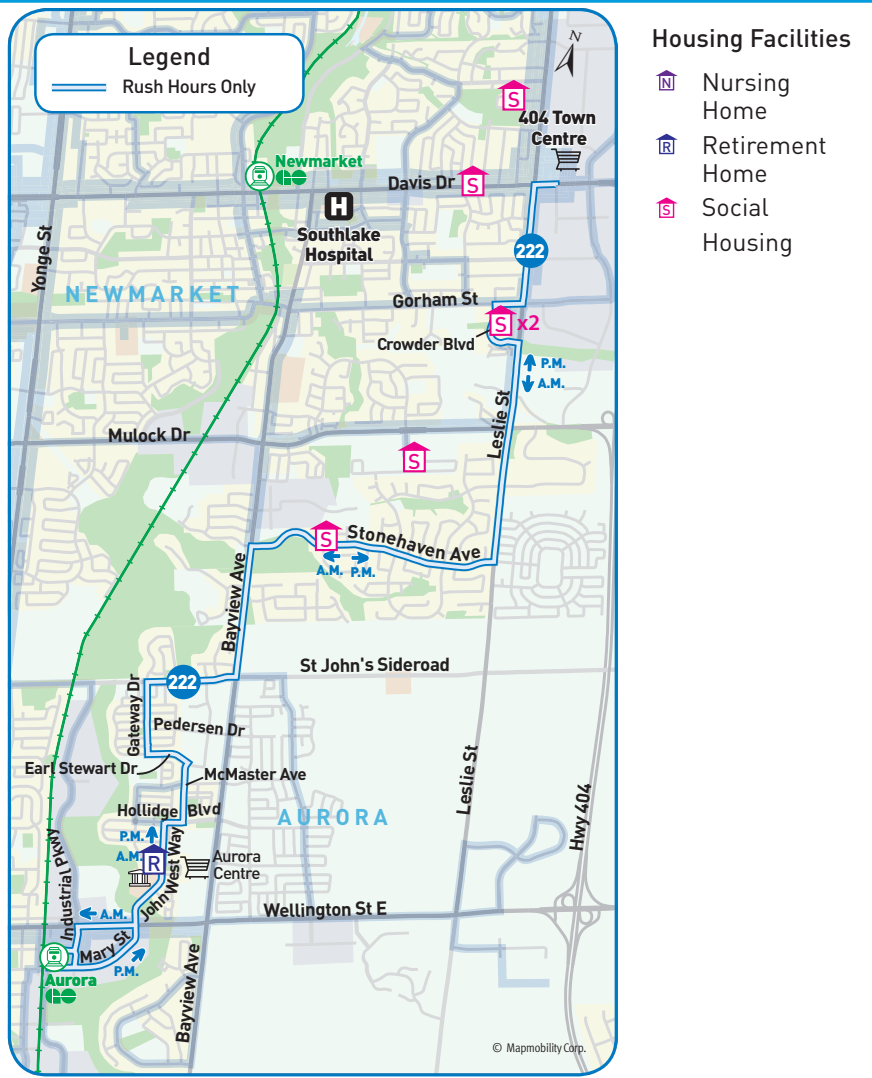 Legend
Rush Hours Only
N
Housing Facilities
N Nursing
Home
R Retirement
Home
S Social
Housing
S
404 Town
Centre
Newmarket
GO
Davis Dr
S
H
Southlake
Hospital
Yonge St
222
NEWMARKET
Gorham St
S x2
Crowder Blvd
P.M.
A.M.
Leslie St
Mulock Dr
S
S
Stonehaven Ave
A.M. P.M.
Bayview Ave
St John's Sideroad
222
Gateway Dr
Pedersen Dr
Earl Stewart Dr
McMaster Ave
Leslie St
Hwy 404
Hollidge Blvd
AURORA
P.M.
A.M.
R
John West Way
Aurora
Centre
Industrial Pkwy
A.M.
Wellington St E
Mary St
P.M.
Aurora
GO
Bayview Ave
© Mapmobility Corp.